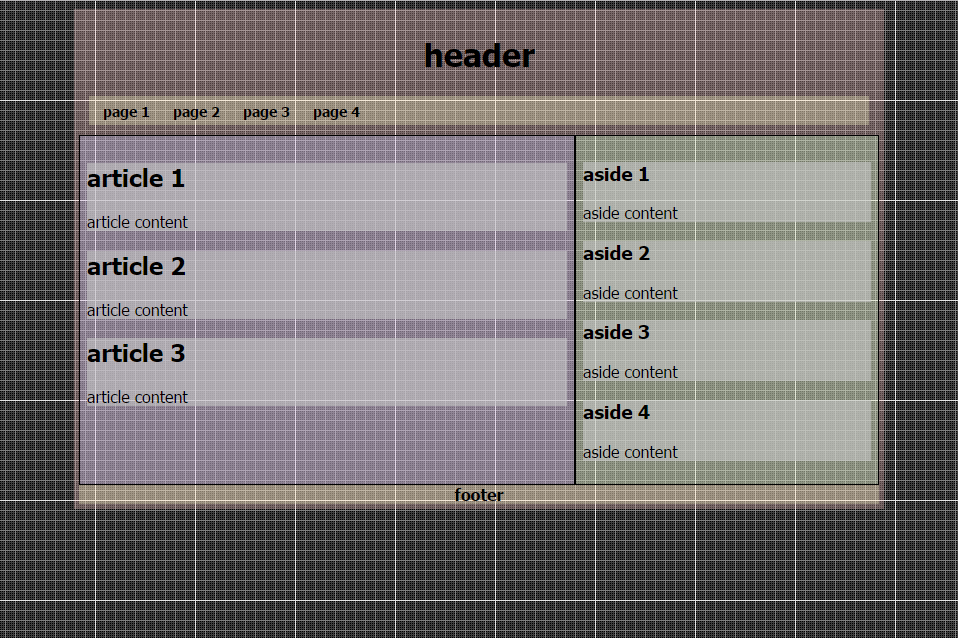 header
page 1 page 2 page 3 page 4
article 1
article content
article 2
article content
article 3
article content
aside 1
aside content
aside 2
aside content
aside 3
aside content
aside 4
aside content
footer